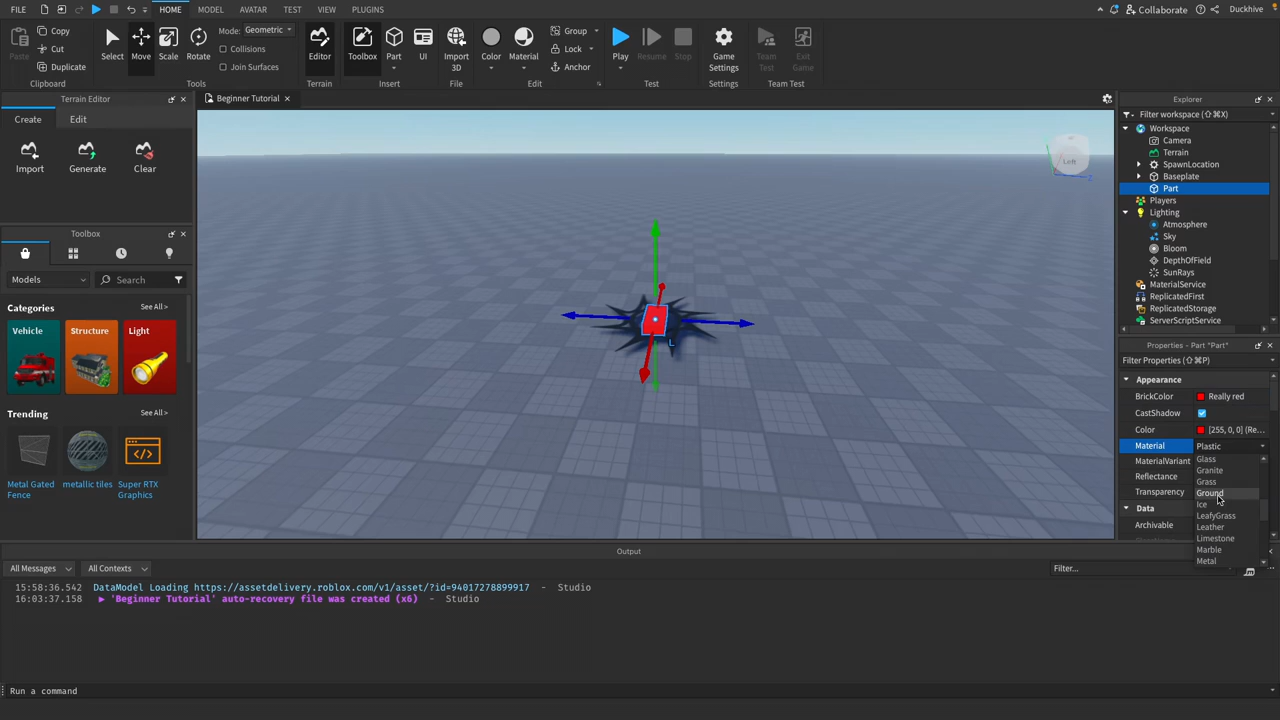 FILE HOME MODEL AVATAR TEST VIEW PLUGINS Collaborate Duckhive
Paste Copy Cut Duplicate Clipboard
Select Move Scale Rotate Mode: Geometric Collisions Join Surfaces Tools
Editor Terrain
Toolbox Part UI Insert
Import 3D File
Color Material Group Lock Anchor Edit
Play Resume Stop Test
Game Settings Settings
Team Test Exit Game Team Test
Terrain Editor
Create Edit
Import Generate Clear
Toolbox
Models Search
Categories See All >
Vehicle Structure Light
Trending See All >
Metal Gated Fence
metallic tiles
Super RTX Graphics
Beginner Tutorial
Left
Z
L
Explorer
Filter workspace (⇧⌘X)
Workspace
Camera
Terrain
SpawnLocation
Baseplate
Part
Players
Lighting
Atmosphere
Sky
Bloom
DepthOfField
SunRays
MaterialService
ReplicatedFirst
ReplicatedStorage
ServerScriptService
Properties - Part "Part"
Filter Properties (⇧⌘P)
Appearance
BrickColor Really red
CastShadow
Color [255, 0, 0] (Re...
Material Plastic
MaterialVariant
Reflectance
Transparency
Data
Archivable
Glass
Granite
Grass
Ground
Ice
LeafyGrass
Leather
Limestone
Marble
Metal
Output
All Messages All Contexts Filter...
15:58:36.542 DataModel Loading https://assetdelivery.roblox.com/v1/asset/?id=94017278899917 - Studio
16:03:37.158 ▶ 'Beginner Tutorial' auto-recovery file was created (x6) - Studio
Run a command